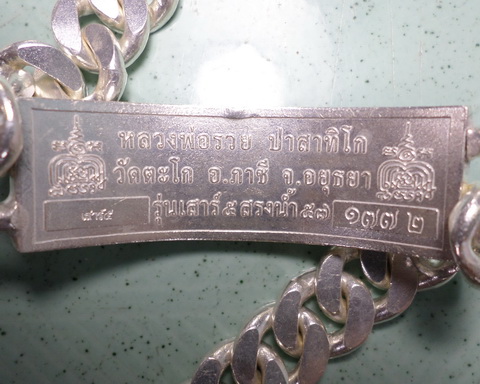 หลวงพ่อรวย ปาสาทิโก
วัดตะโก อ.ภาชี จ.อยุธยา
รุ่นเสาร์๕สรงน้ำ๕๗ ๑๗๗๒